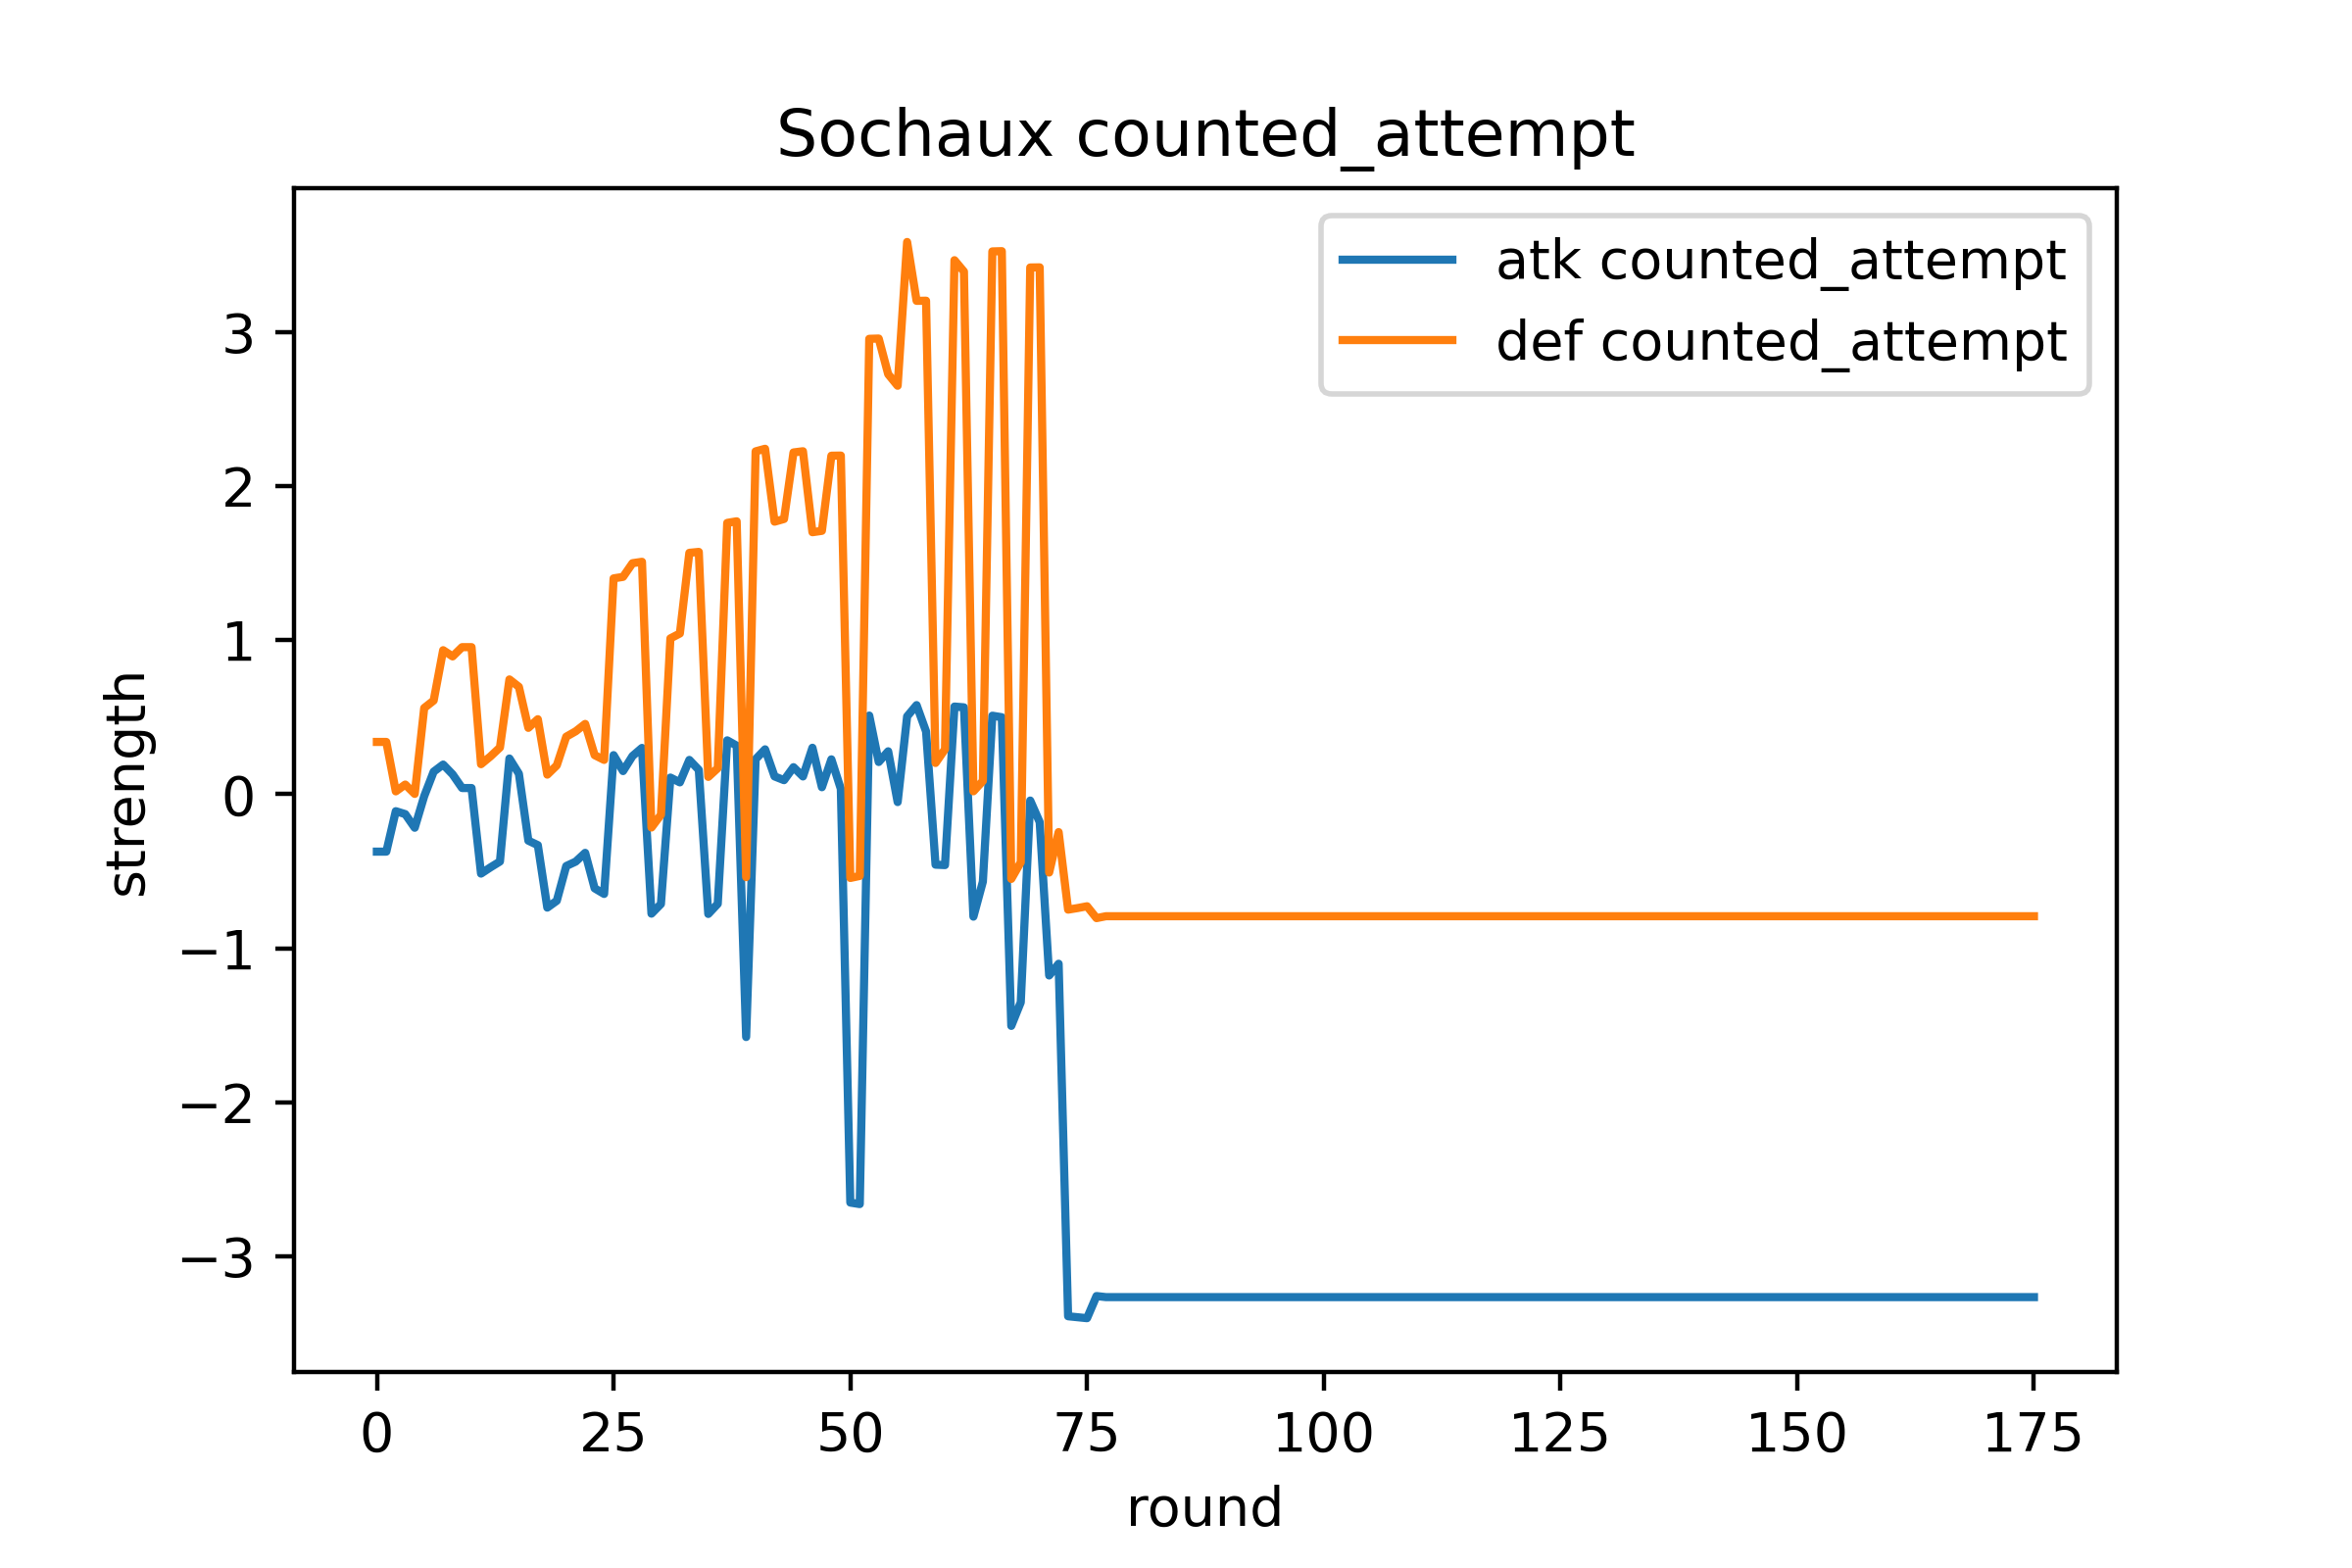 Sochaux counted_attempt
atk counted_attempt
def counted_attempt
3
2
1
0
−1
−2
−3
strength
0 25 50 75 100 125 150 175
round